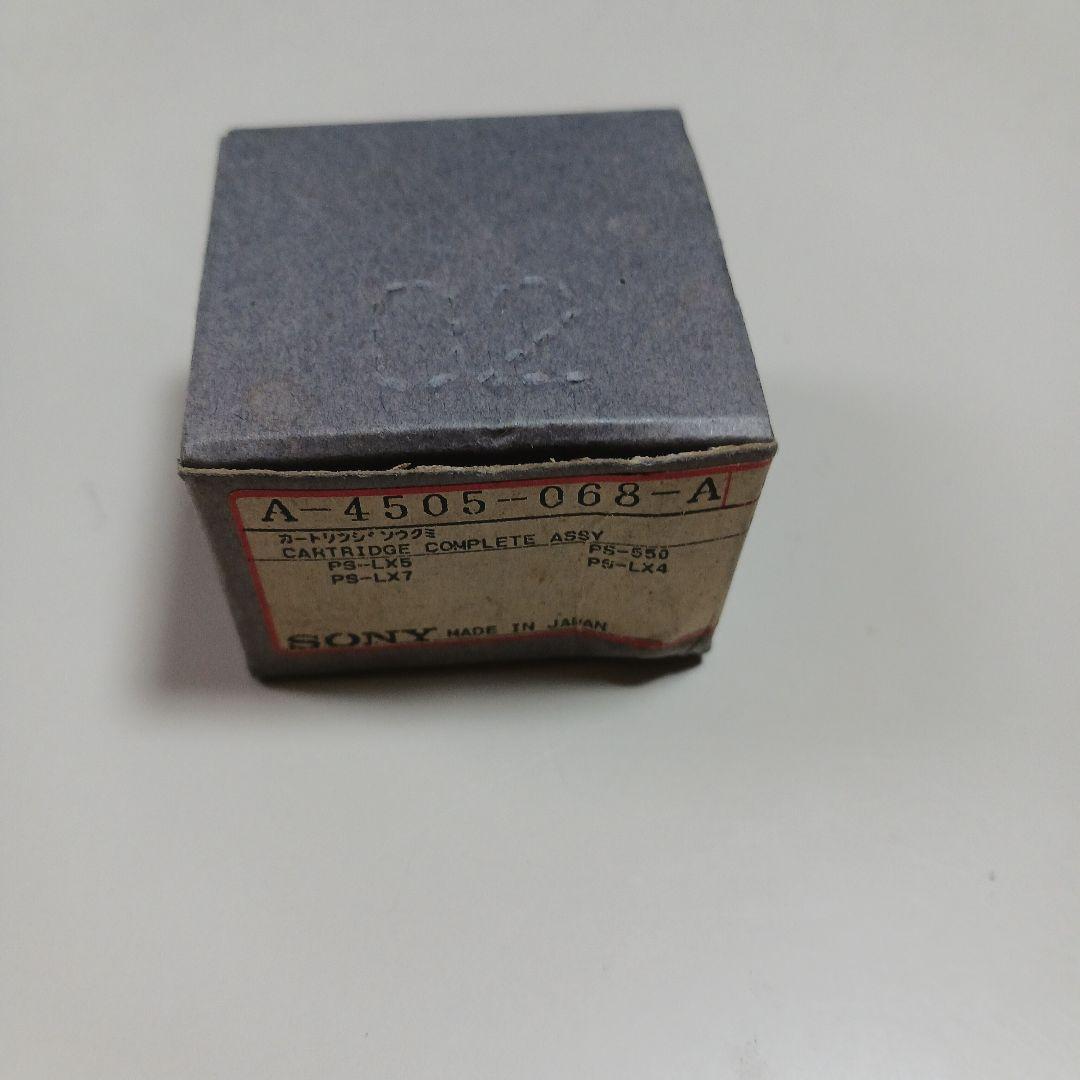 02
A-4505-068-A
カートリッジ ソウクミ
CARTRIDGE COMPLETE ASSY
PS-LX5 PS-550
PS-LX7 PS-LX4
SONY MADE IN JAPAN